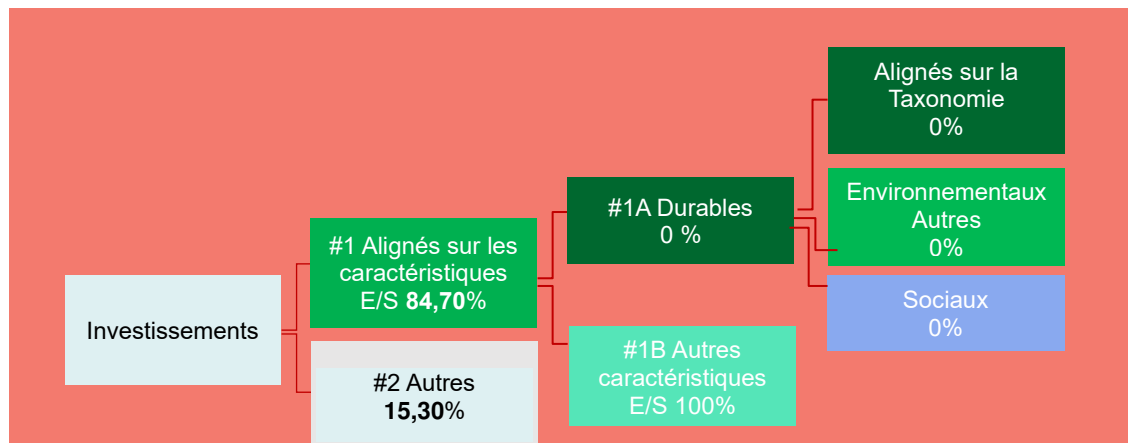 Investissements
#1 Alignés sur les
caractéristiques
E/S 84,70%
#2 Autres
15,30%
#1A Durables
0 %
#1B Autres
caractéristiques
E/S 100%
Alignés sur la
Taxonomie
0%
Environnementaux
Autres
0%
Sociaux
0%